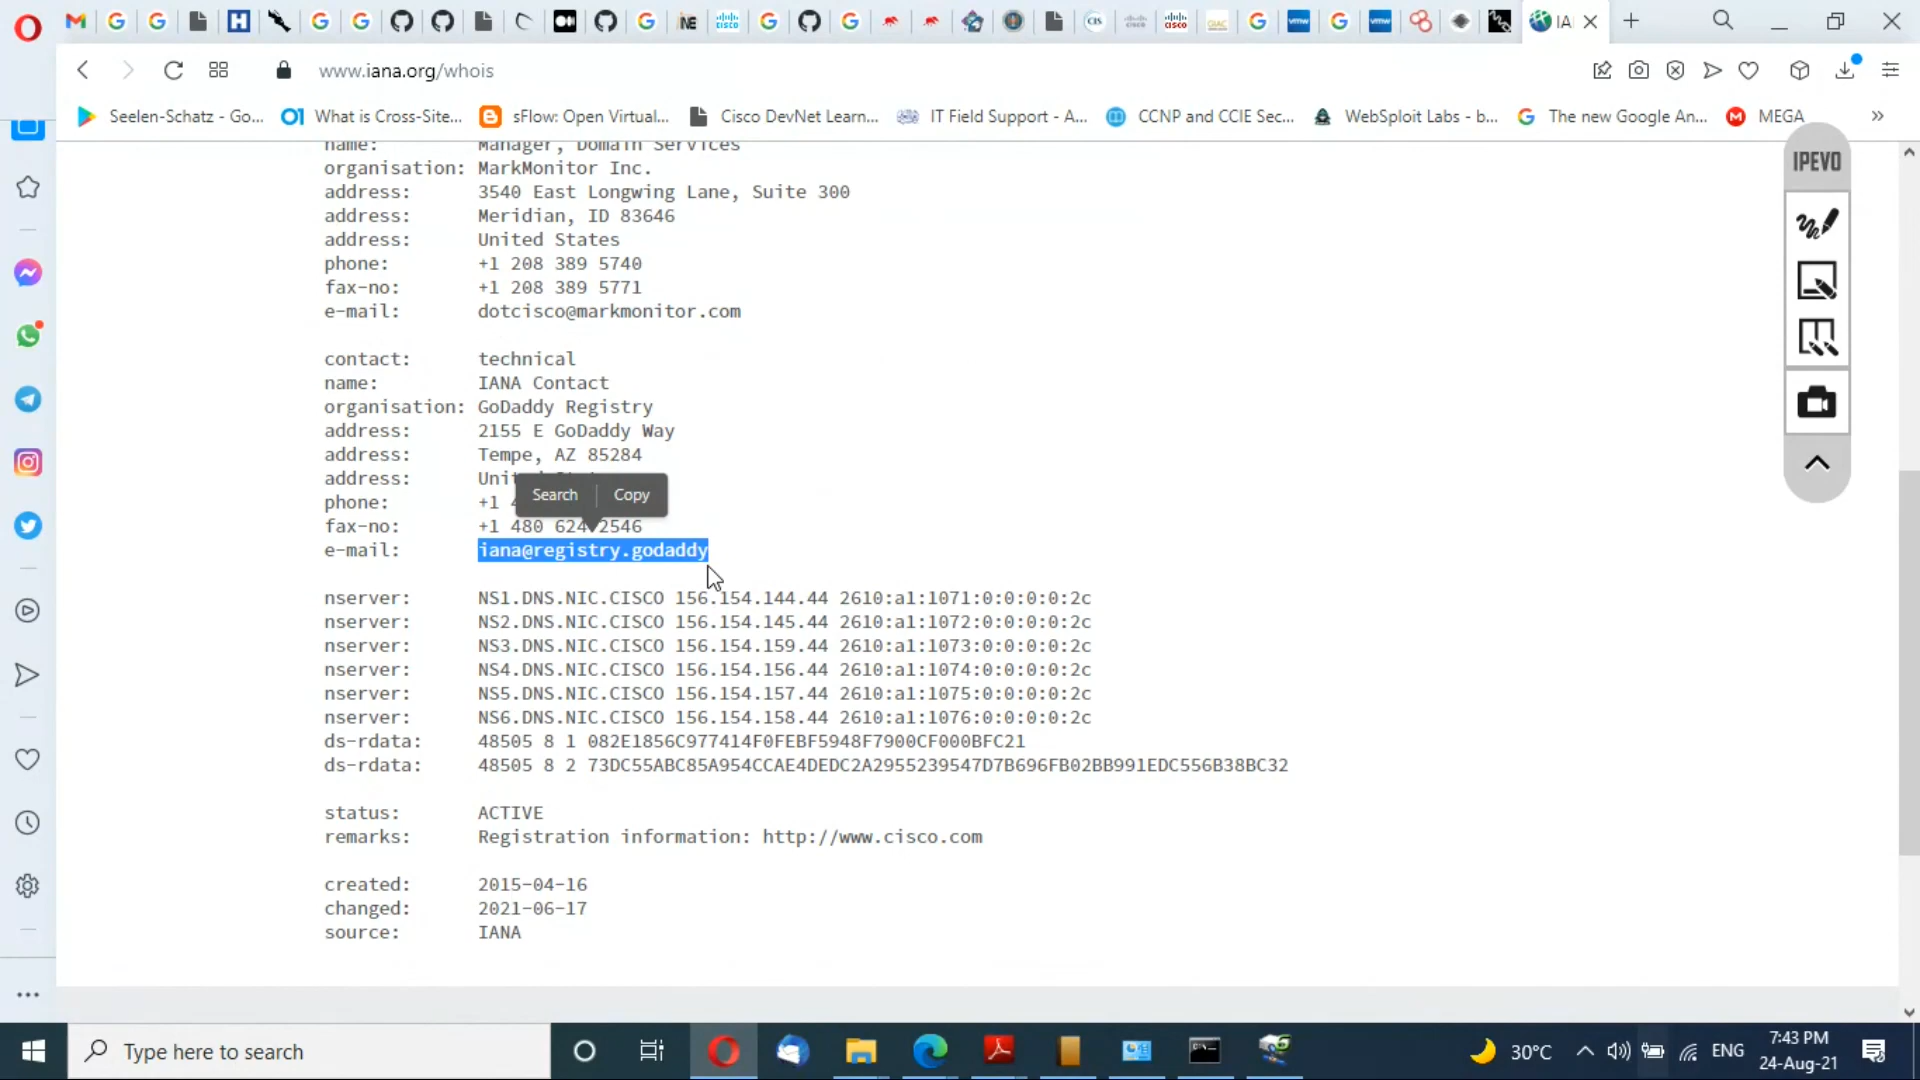 IA
www.iana.org/whois
Seelen-Schatz - Go... What is Cross-Site... sFlow: Open Virtual... Cisco DevNet Learn... IT Field Support - A... CCNP and CCIE Sec... WebSploit Labs - b... The new Google An... MEGA »
IPEVO
name: Manager, Domain Services
organisation: MarkMonitor Inc.
address: 3540 East Longwing Lane, Suite 300
address: Meridian, ID 83646
address: United States
phone: +1 208 389 5740
fax-no: +1 208 389 5771
e-mail: dotcisco@markmonitor.com
contact: technical
name: IANA Contact
organisation: GoDaddy Registry
address: 2155 E GoDaddy Way
address: Tempe, AZ 85284
address:
Search Copy
phone: +1
fax-no: +1 480 624 2546
e-mail: iana@registry.godaddy
nserver: NS1.DNS.NIC.CISCO 156.154.144.44 2610:a1:1071:0:0:0:0:2c
nserver: NS2.DNS.NIC.CISCO 156.154.145.44 2610:a1:1072:0:0:0:0:2c
nserver: NS3.DNS.NIC.CISCO 156.154.159.44 2610:a1:1073:0:0:0:0:2c
nserver: NS4.DNS.NIC.CISCO 156.154.156.44 2610:a1:1074:0:0:0:0:2c
nserver: NS5.DNS.NIC.CISCO 156.154.157.44 2610:a1:1075:0:0:0:0:2c
nserver: NS6.DNS.NIC.CISCO 156.154.158.44 2610:a1:1076:0:0:0:0:2c
ds-rdata: 48505 8 1 082E1856C977414F0FEBF5948F7900CF000BFC21
ds-rdata: 48505 8 2 73DC55ABC85A954CCAE4DEDC2A2955239547D7B696FB02BB991EDC556B38BC32
status: ACTIVE
remarks: Registration information: http://www.cisco.com
created: 2015-04-16
changed: 2021-06-17
source: IANA
Type here to search
30°C
ENG
7:43 PM
24-Aug-21